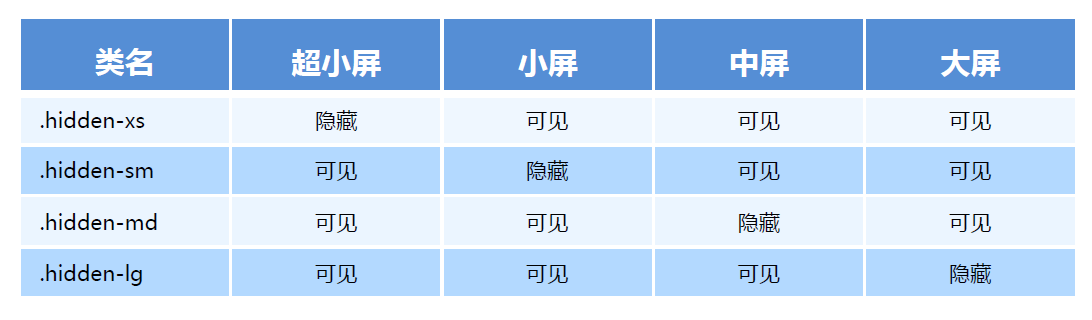 类名 超小屏 小屏 中屏 大屏
.hidden-xs 隐藏 可见 可见 可见
.hidden-sm 可见 隐藏 可见 可见
.hidden-md 可见 可见 隐藏 可见
.hidden-lg 可见 可见 可见 隐藏